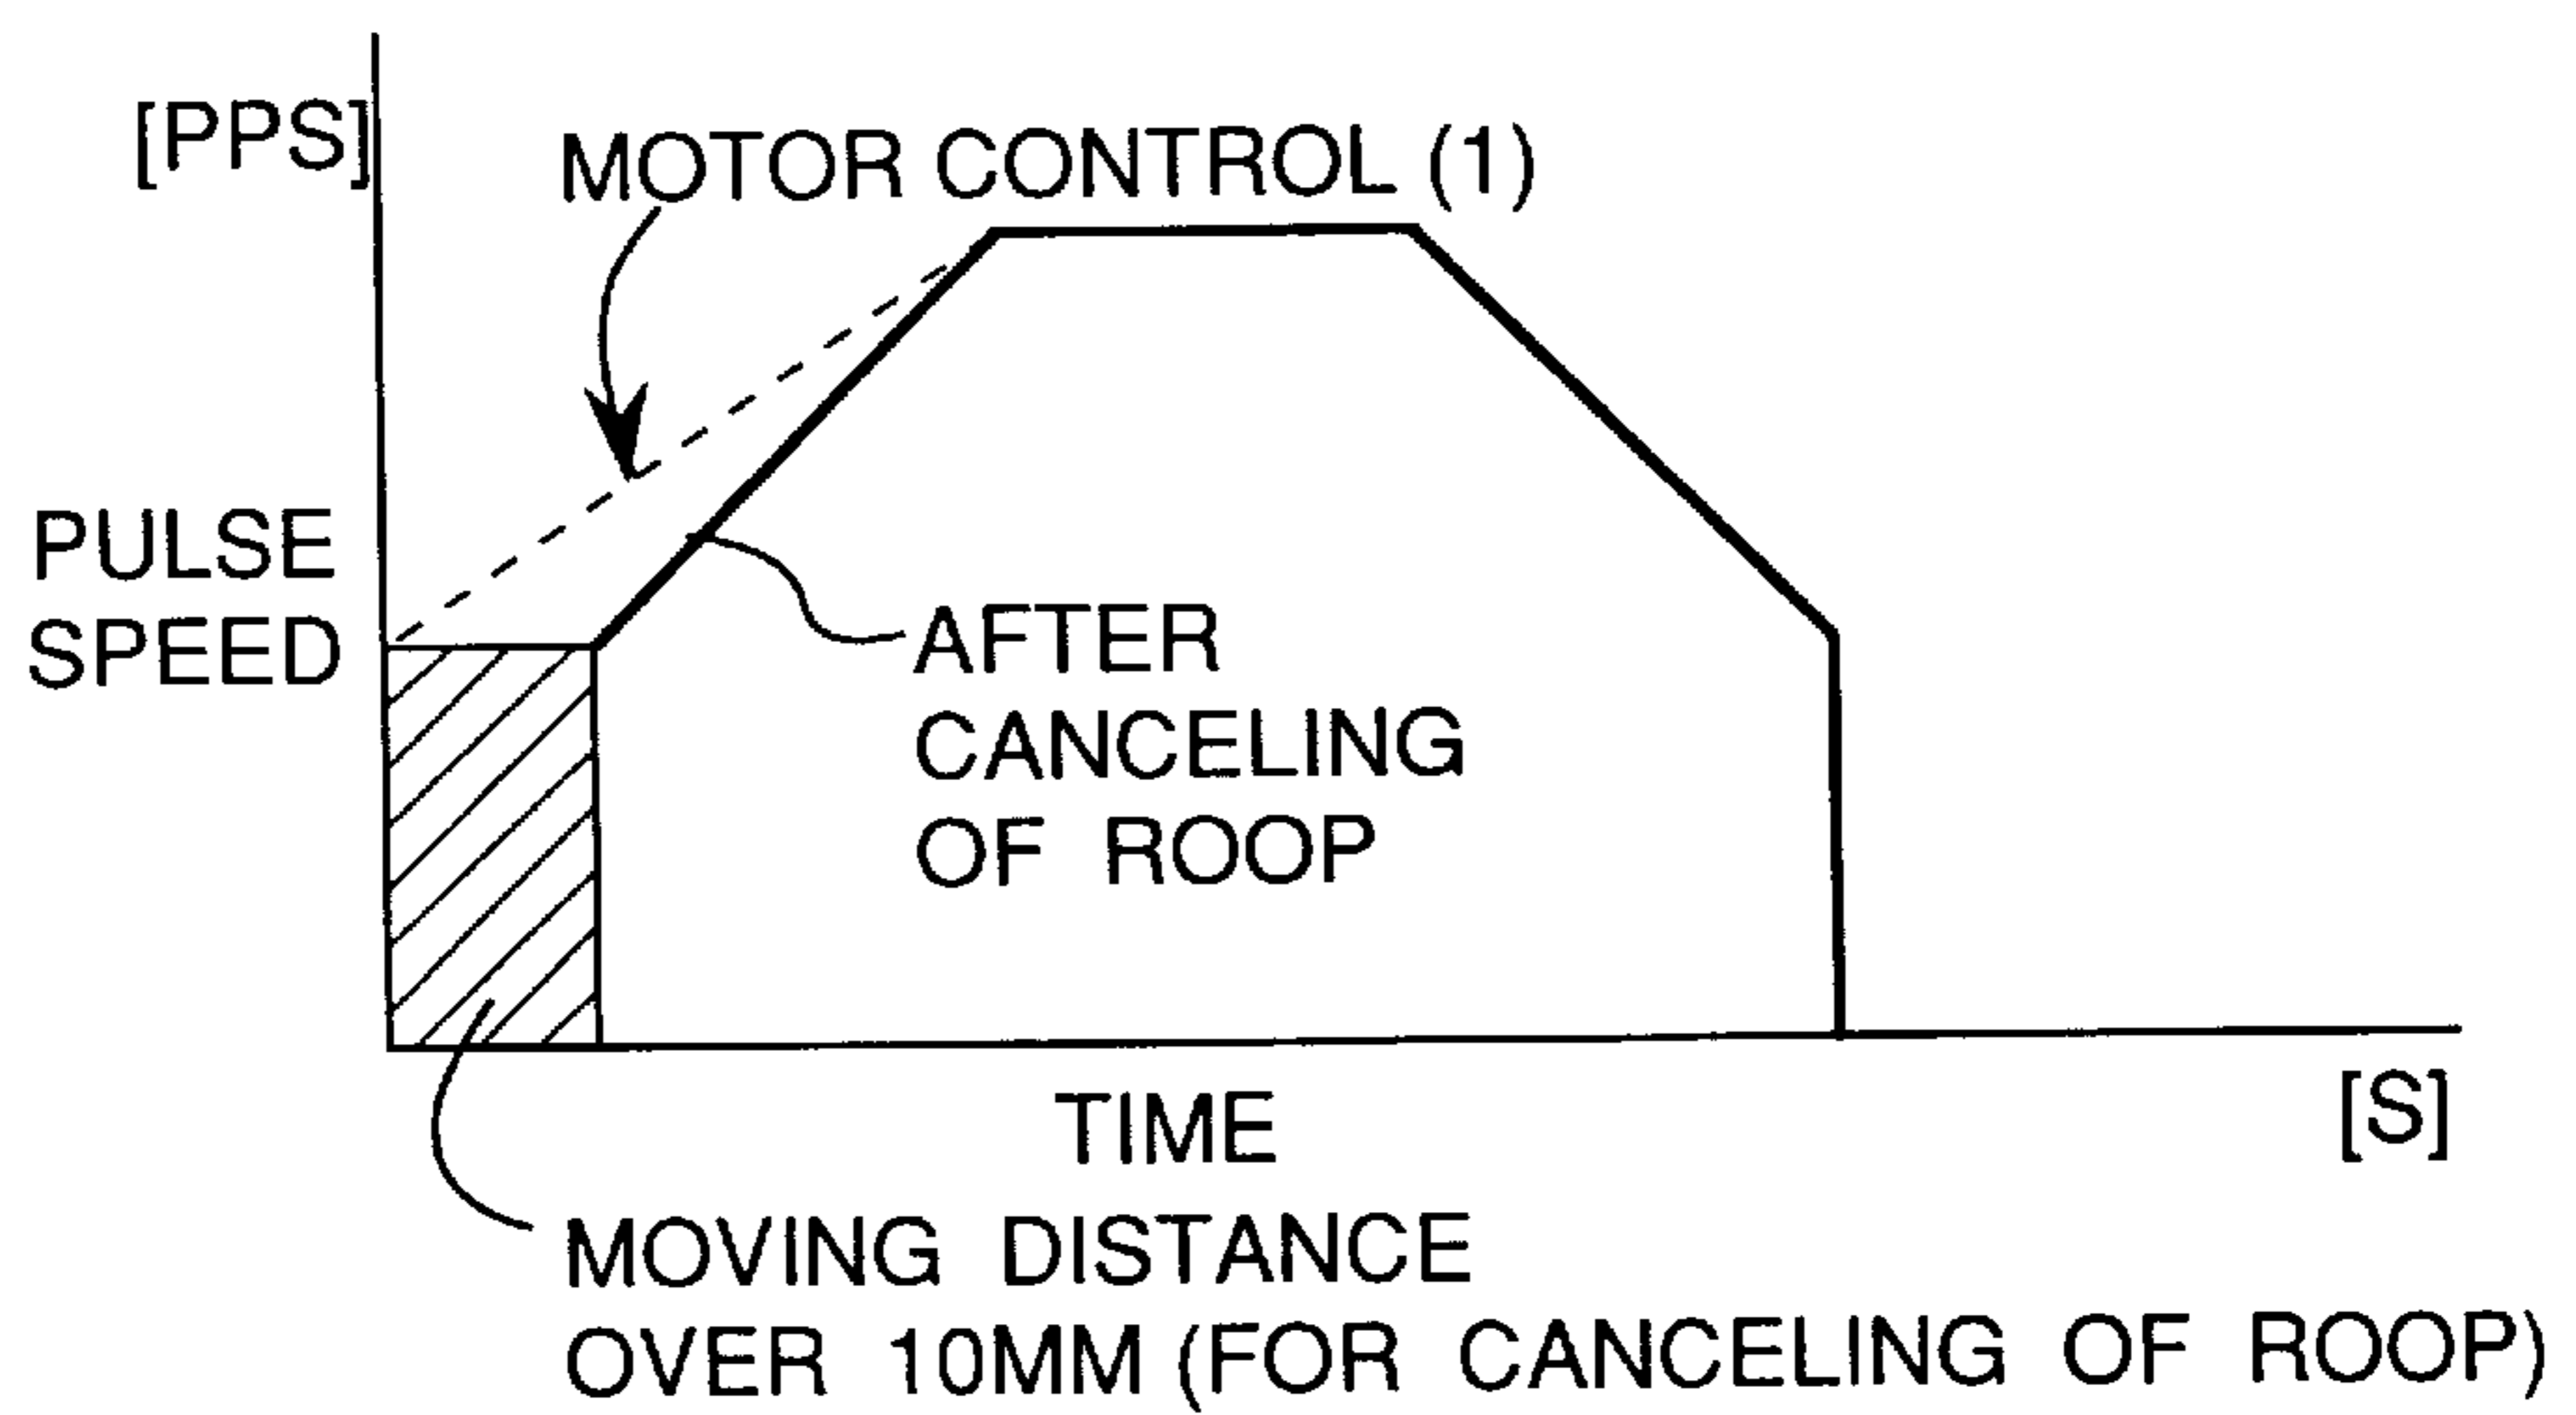 [PPS]
MOTOR CONTROL (1)
PULSE
SPEED
AFTER
CANCELING
OF ROOP
TIME
[S]
MOVING DISTANCE
OVER 10MM (FOR CANCELING OF ROOP)